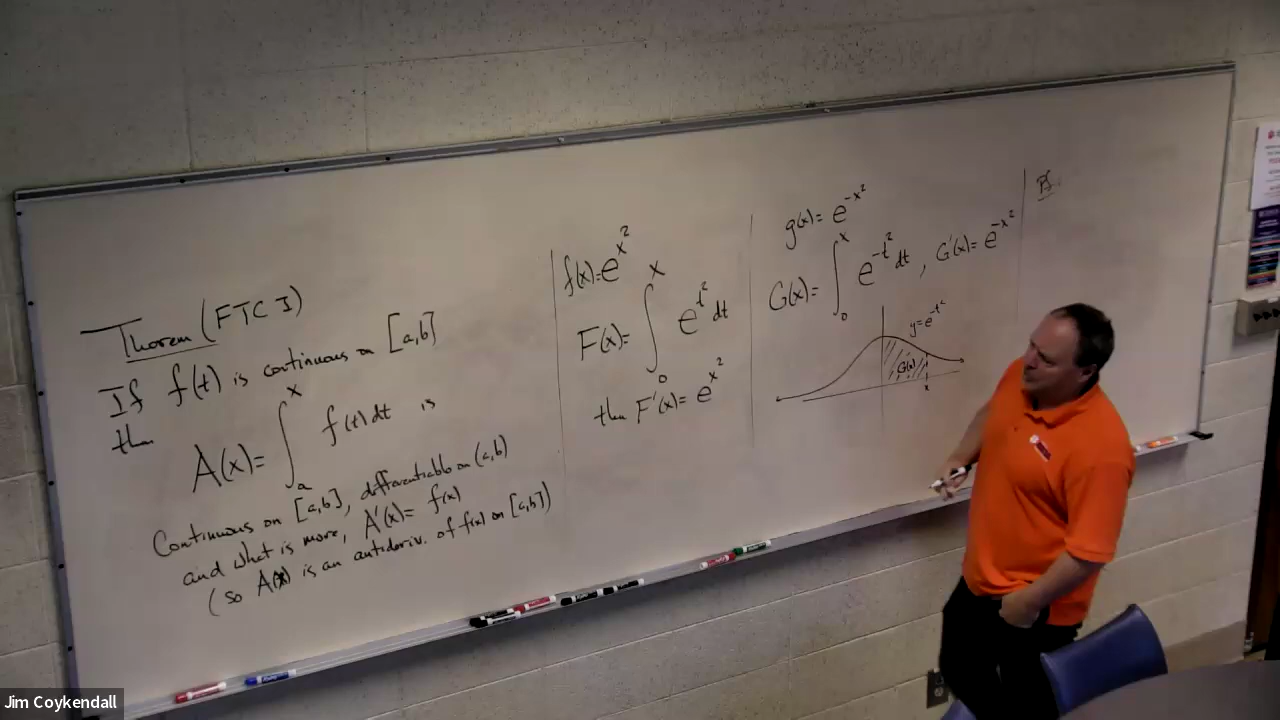 Theorem (FTC I)
If f(t) is continuous on [a,b]
then
A(x)= ∫_a^x f(t)dt is
Continuous on [a,b], differentiable on (a,b)
and what is more, A'(x)= f(x)
(so A(x) is an antideriv. of f(x) on [a,b])
f(x)=e^{x^2}
F(x)= ∫_0^x e^{t^2} dt
then F'(x)= e^{x^2}
g(x)= e^{-x^2}
G(x)= ∫_0^x e^{-t^2} dt , G'(x)= e^{-x^2}
y=e^{-t^2}
G(x)
x
Pf.
Jim Coykendall